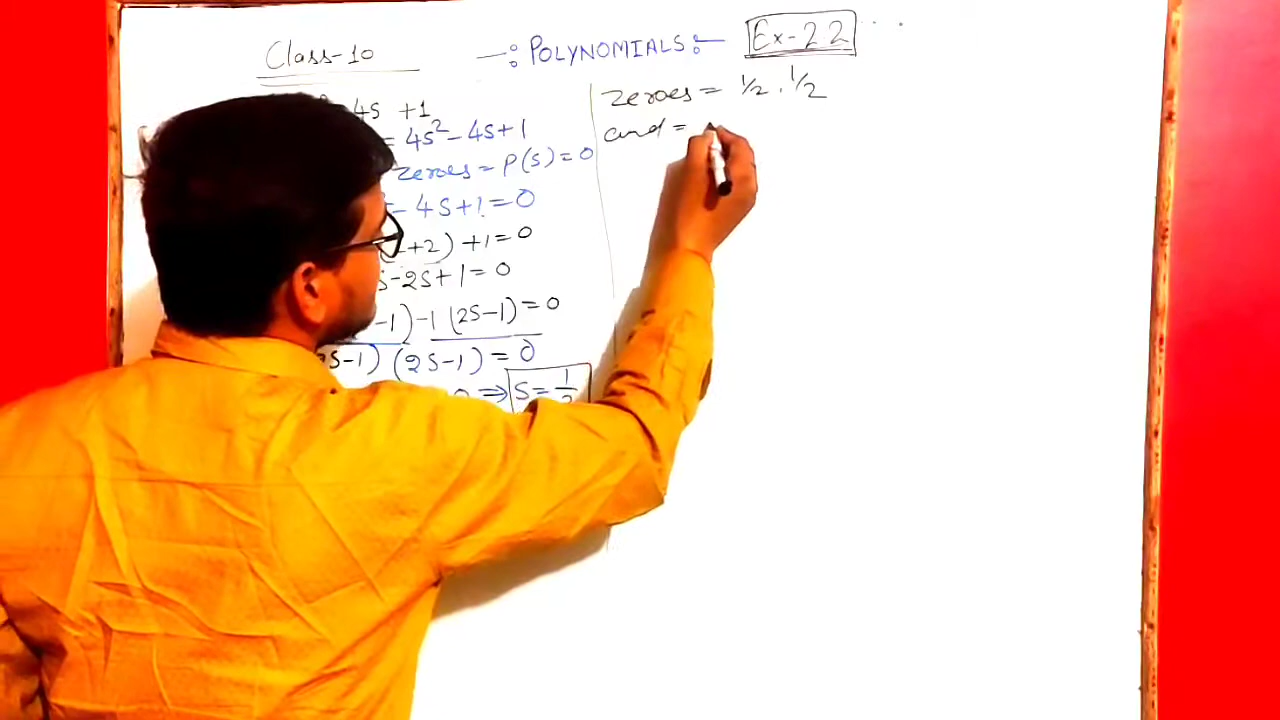 Class-10
—: POLYNOMIALS :—
Ex-2 2
4s +1
= 4s² - 4s + 1
zeroes = P(s) = 0
- 4s + 1 = 0
+2) + 1 = 0
-2s + 1 = 0
-1) -1 (2s-1) = 0
s-1) (2s-1) = 0
⇒ s = 1/2
zeroes = 1/2, 1/2
and =